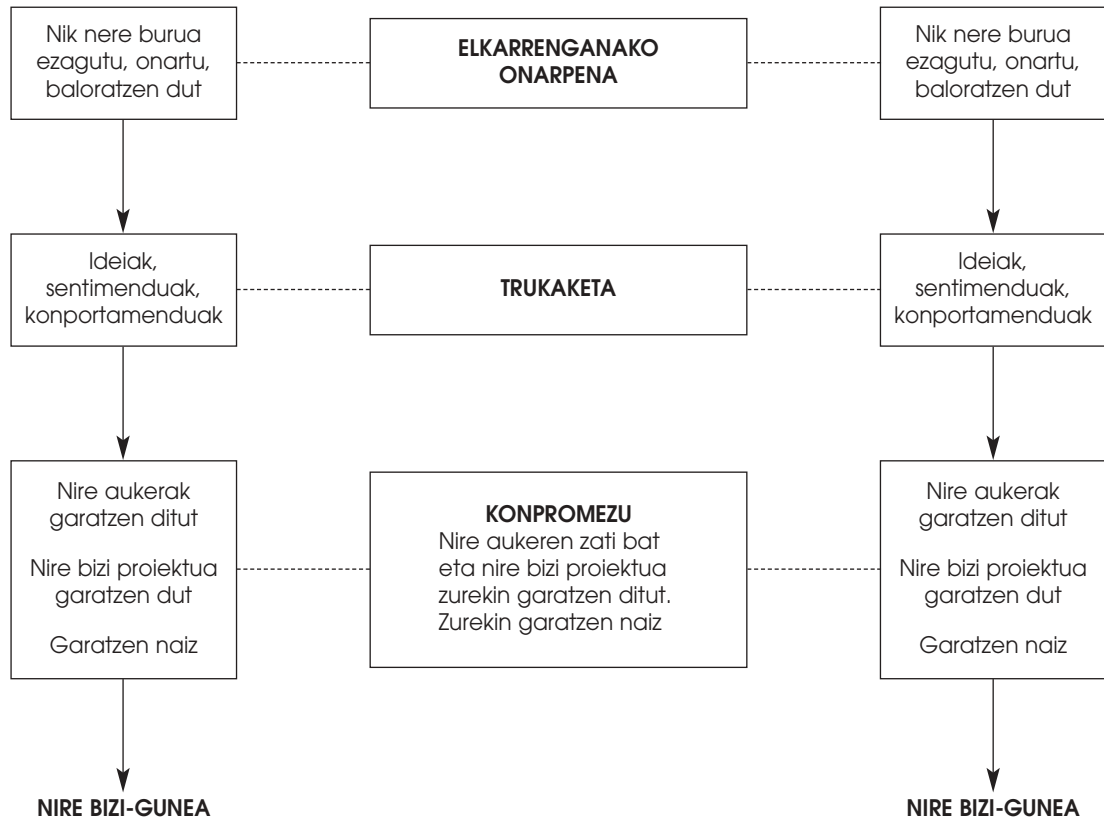 Nik nere burua
ezagutu, onartu,
baloratzen dut
ELKARRENGANAKO
ONARPENA
Nik nere burua
ezagutu, onartu,
baloratzen dut
Ideiak,
sentimenduak,
konportamenduak
TRUKAKETA
Ideiak,
sentimenduak,
konportamenduak
Nire aukerak
garatzen ditut
Nire bizi proiektua
garatzen dut
Garatzen naiz
KONPROMEZU
Nire aukeren zati bat
eta nire bizi proiektua
zurekin garatzen ditut.
Zurekin garatzen naiz
Nire aukerak
garatzen ditut
Nire bizi proiektua
garatzen dut
Garatzen naiz
NIRE BIZI-GUNEA
NIRE BIZI-GUNEA